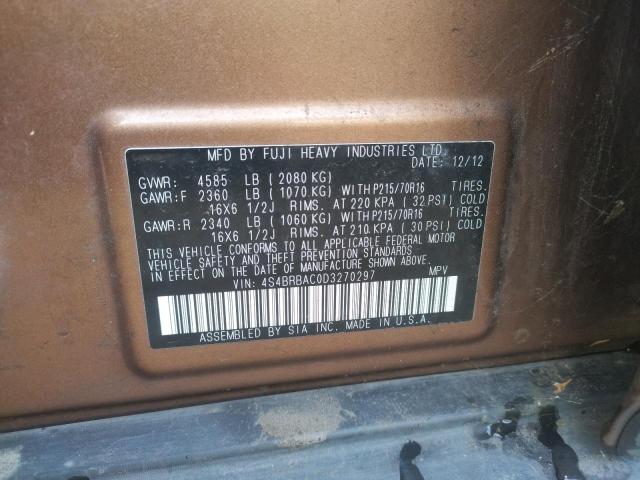 MFD BY FUJI HEAVY INDUSTRIES LTD.
DATE: 12/12
GVWR: 4585 LB ( 2080 KG)
GAWR:F 2360 LB ( 1070 KG) WITH P215/70R16 TIRES.
16X6 1/2J RIMS. AT 220 KPA ( 32 PSI) COLD
GAWR:R 2340 LB ( 1060 KG) WITH P215/70R16 TIRES.
16X6 1/2J RIMS. AT 210 KPA ( 30 PSI) COLD
THIS VEHICLE CONFORMS TO ALL APPLICABLE FEDERAL MOTOR
VEHICLE SAFETY AND THEFT PREVENTION STANDARDS
IN EFFECT ON THE DATE OF MANUFACTURE SHOWN ABOVE.
VIN: 4S4BRBAC0D3270297 MPV
ASSEMBLED BY SIA INC. MADE IN U.S.A.